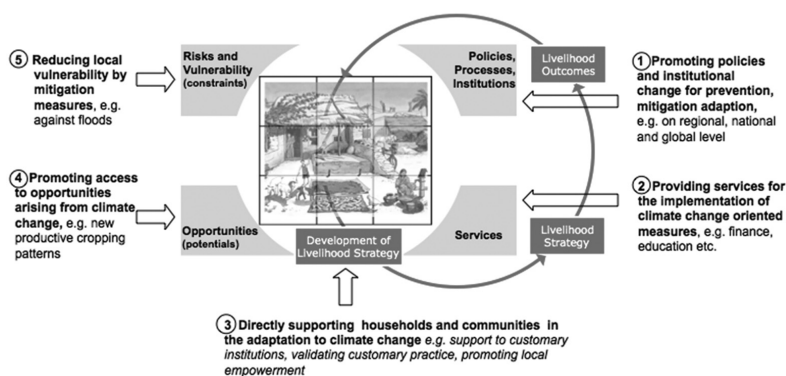 ⑤ Reducing local
vulnerability by
mitigation
measures, e.g.
against floods
Risks and
Vulnerability
(constraints)
Policies,
Processes,
Institutions
Livelihood
Outcomes
① Promoting policies
and institutional
change for prevention,
mitigation adaption,
e.g. on regional, national
and global level
④ Promoting access
to opportunities
arising from climate
change, e.g. new
productive cropping
patterns
Opportunities
(potentials)
Development of
Livelihood Strategy
Services
Livelihood
Strategy
② Providing services for
the implementation of
climate change oriented
measures, e.g. finance,
education etc.
③ Directly supporting households and communities in
the adaptation to climate change e.g. support to customary
institutions, validating customary practice, promoting local
empowerment